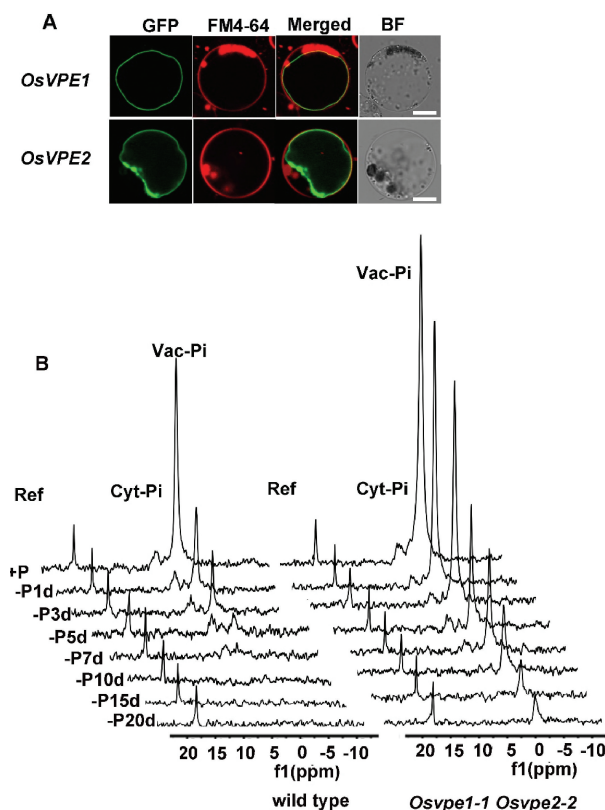 A
GFP FM4-64 Merged BF
OsVPE1
OsVPE2
B
Vac-Pi
Vac-Pi
Ref Cyt-Pi Ref Cyt-Pi
+P
-P1d
-P3d
-P5d
-P7d
-P10d
-P15d
-P20d
20 15 10 5 0 -5 -10 20 15 10 5 0 -5 -10
f1(ppm) f1(ppm)
wild type Osvpe1-1 Osvpe2-2